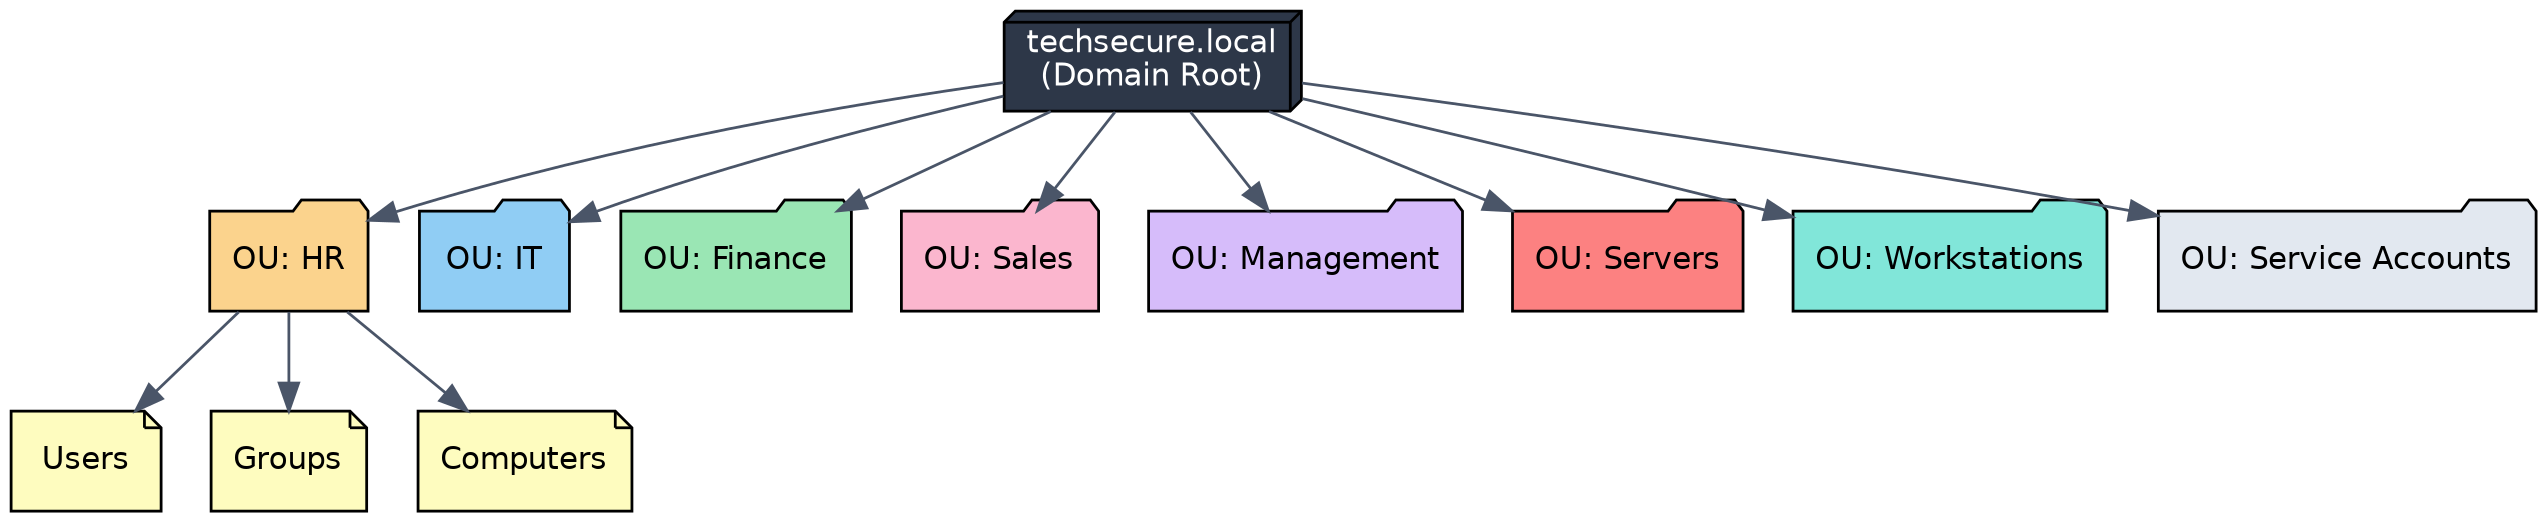 techsecure.local
(Domain Root)
OU: HR
OU: IT
OU: Finance
OU: Sales
OU: Management
OU: Servers
OU: Workstations
OU: Service Accounts
Users
Groups
Computers